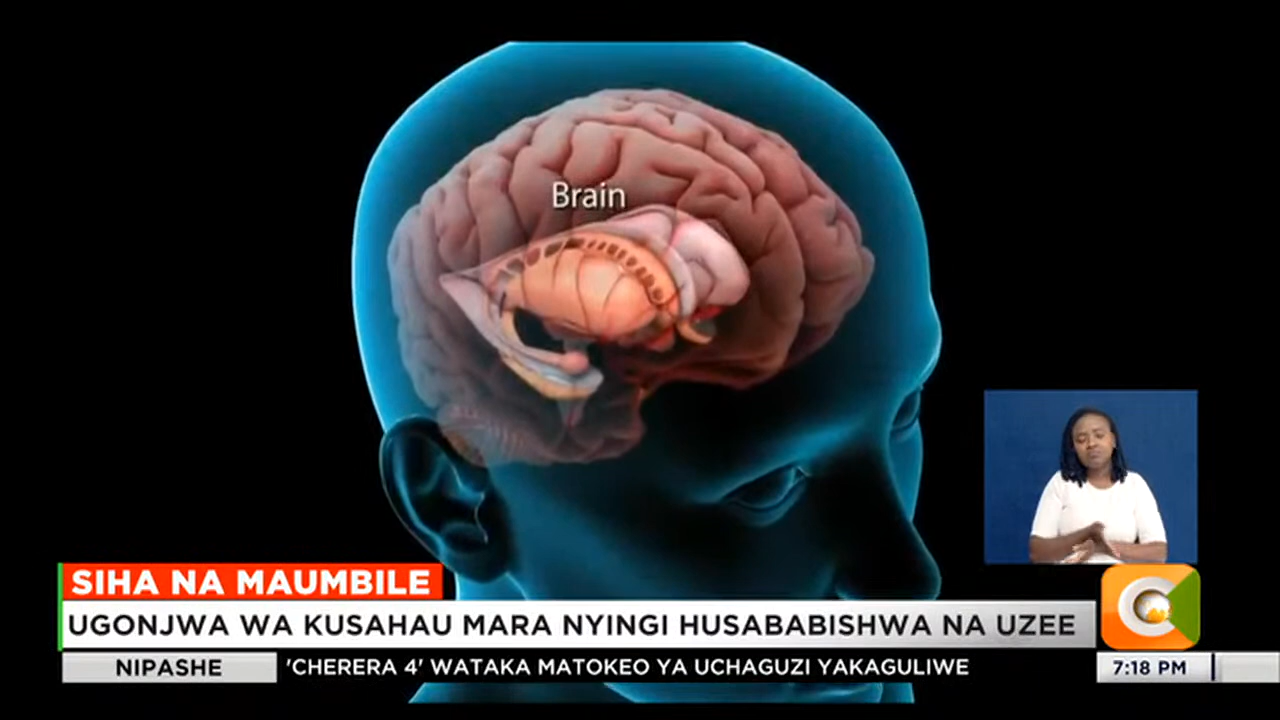 Brain
SIHA NA MAUMBILE
UGONJWA WA KUSAHAU MARA NYINGI HUSABABISHWA NA UZEE
NIPASHE
'CHERERA 4' WATAKA MATOKEO YA UCHAGUZI YAKAGULIWE
7:18 PM